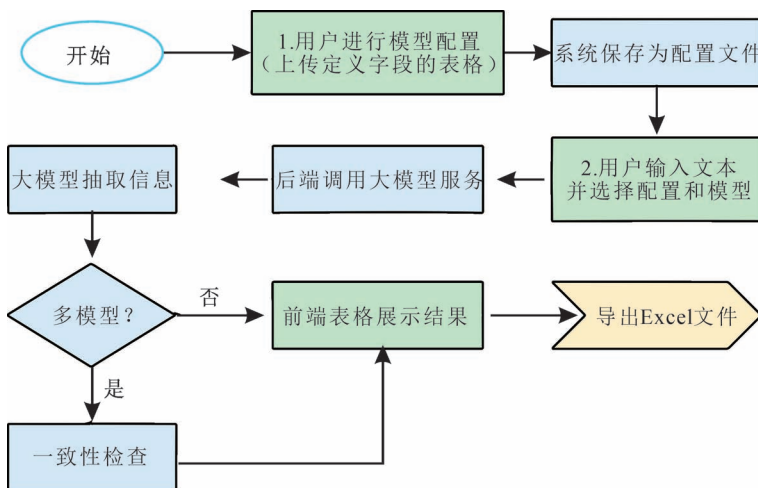 开始
1.用户进行模型配置
(上传定义字段的表格)
系统保存为配置文件
2.用户输入文本
并选择配置和模型
后端调用大模型服务
大模型抽取信息
多模型?
否
是
一致性检查
前端表格展示结果
导出Excel文件